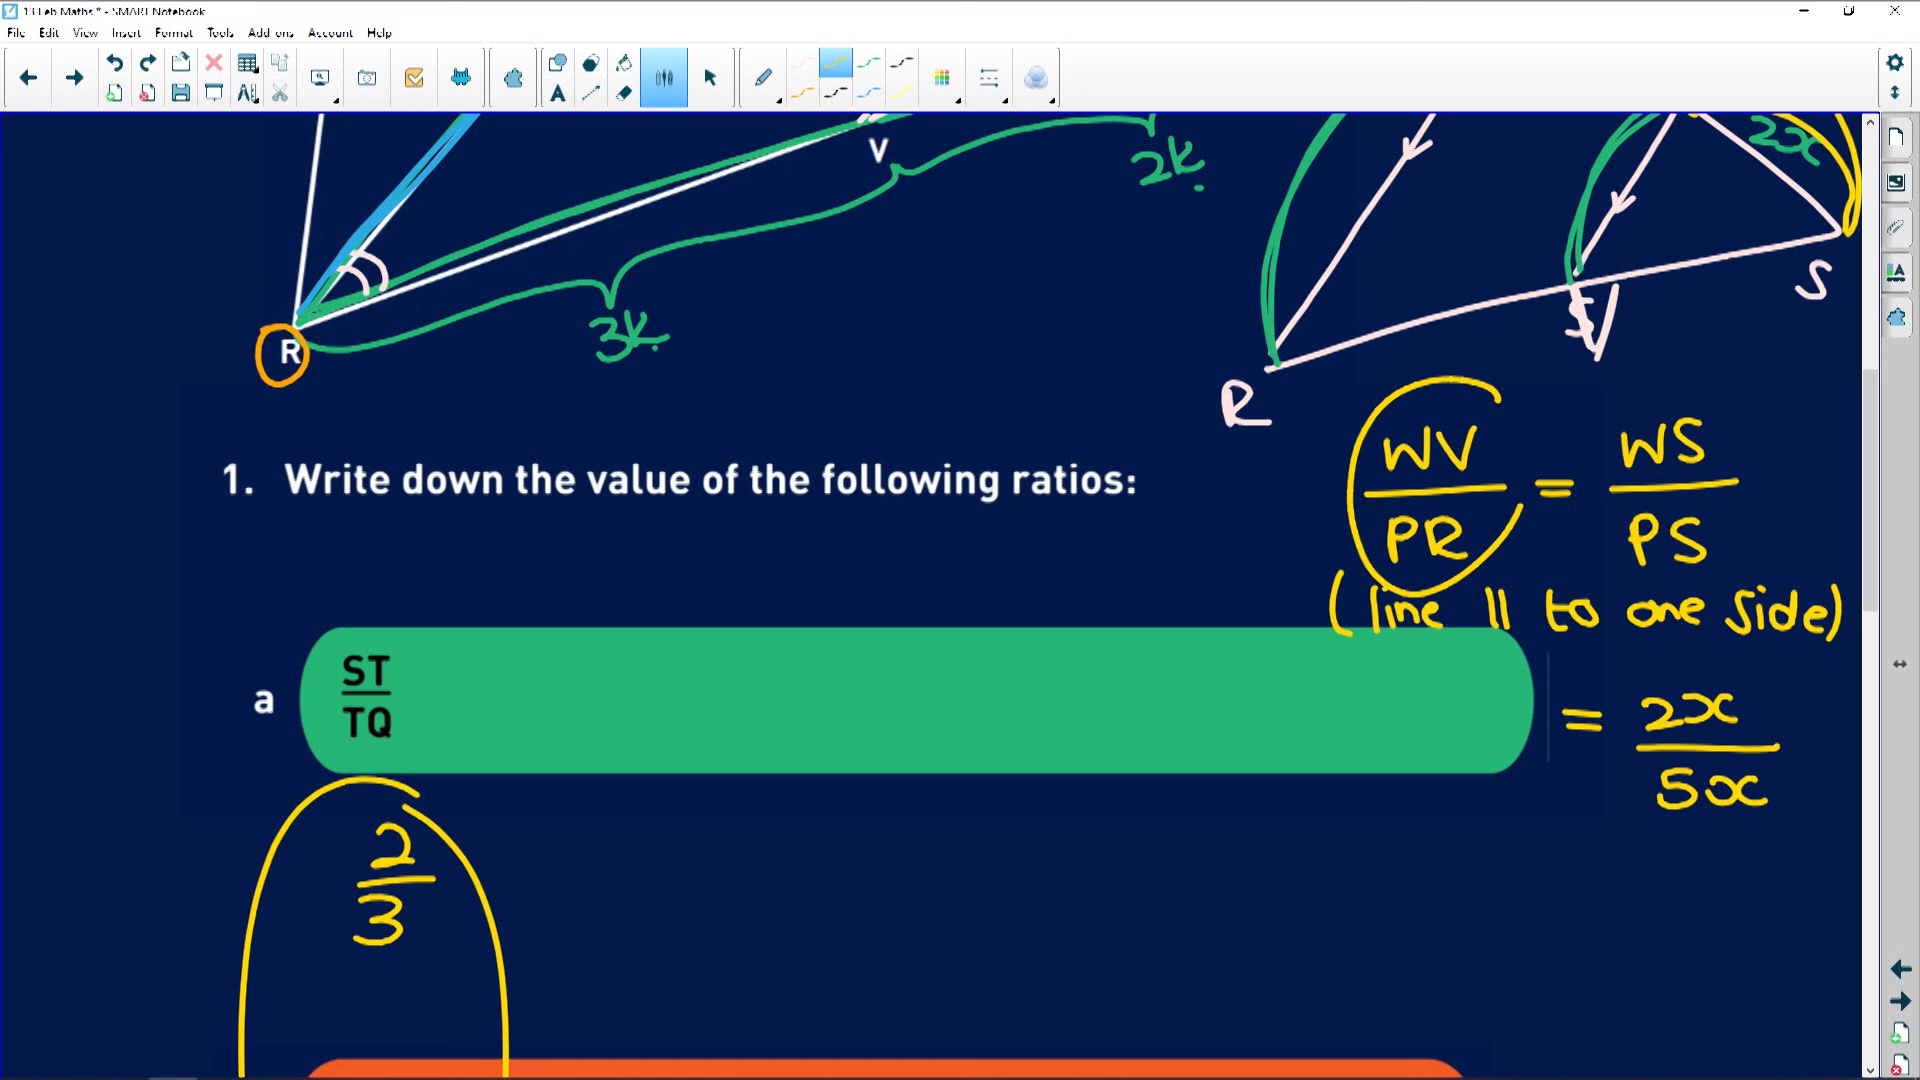 13 Feb Maths * - SMART Notebook
File Edit View Insert Format Tools Add-ons Account Help
V
2k
2x
S
3k
R
V
R
WV/PR = WS/PS
1. Write down the value of the following ratios:
(line || to one side)
a ST/TQ
= 2x/5x
2/3